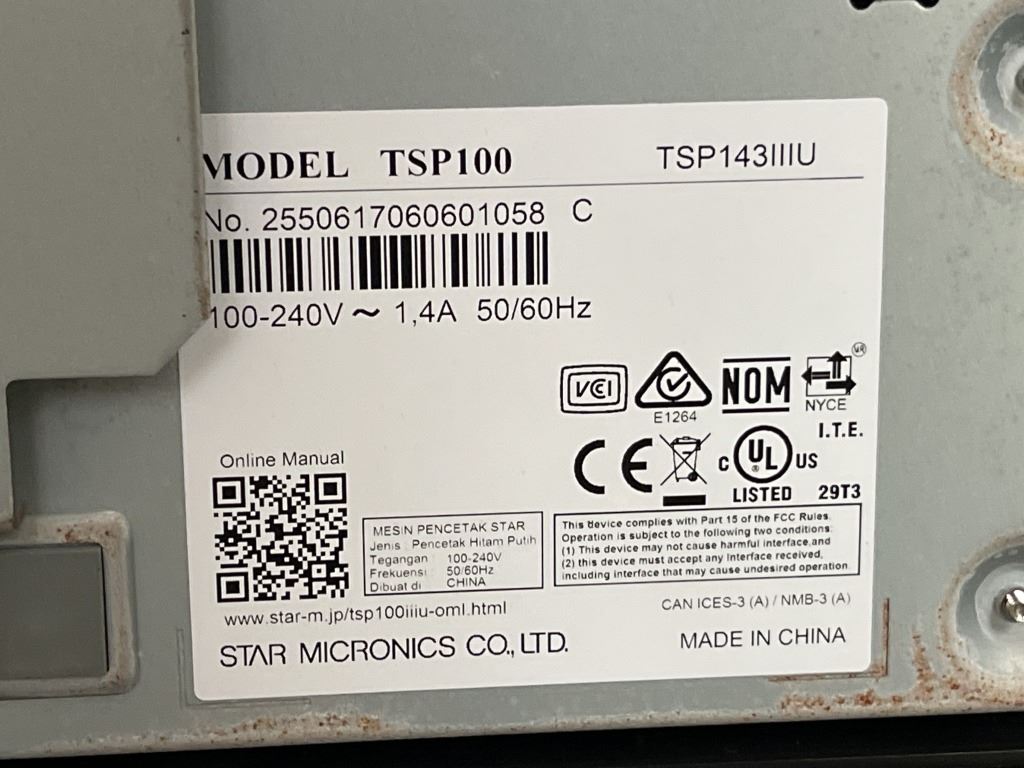 MODEL TSP100 TSP143IIIU
No. 2550617060601058 C
100-240V ~ 1,4A 50/60Hz
VCI
E1264
NOM
NYCE
UR
I.T.E.
CE
C UL US
®
LISTED 29T3
Online Manual
MESIN PENCETAK STAR
Jenis : Pencetak Hitam Putih
Tegangan : 100-240V
Frekuensi : 50/60Hz
Dibuat di : CHINA
This device complies with Part 15 of the FCC Rules.
Operation is subject to the following two conditions:
(1) This device may not cause harmful interface,and
(2) this device must accept any Interface received,
including interface that may cause undesired operation.
www.star-m.jp/tsp100iiiu-oml.html
CAN ICES-3 (A) / NMB-3 (A)
STAR MICRONICS CO., LTD.
MADE IN CHINA